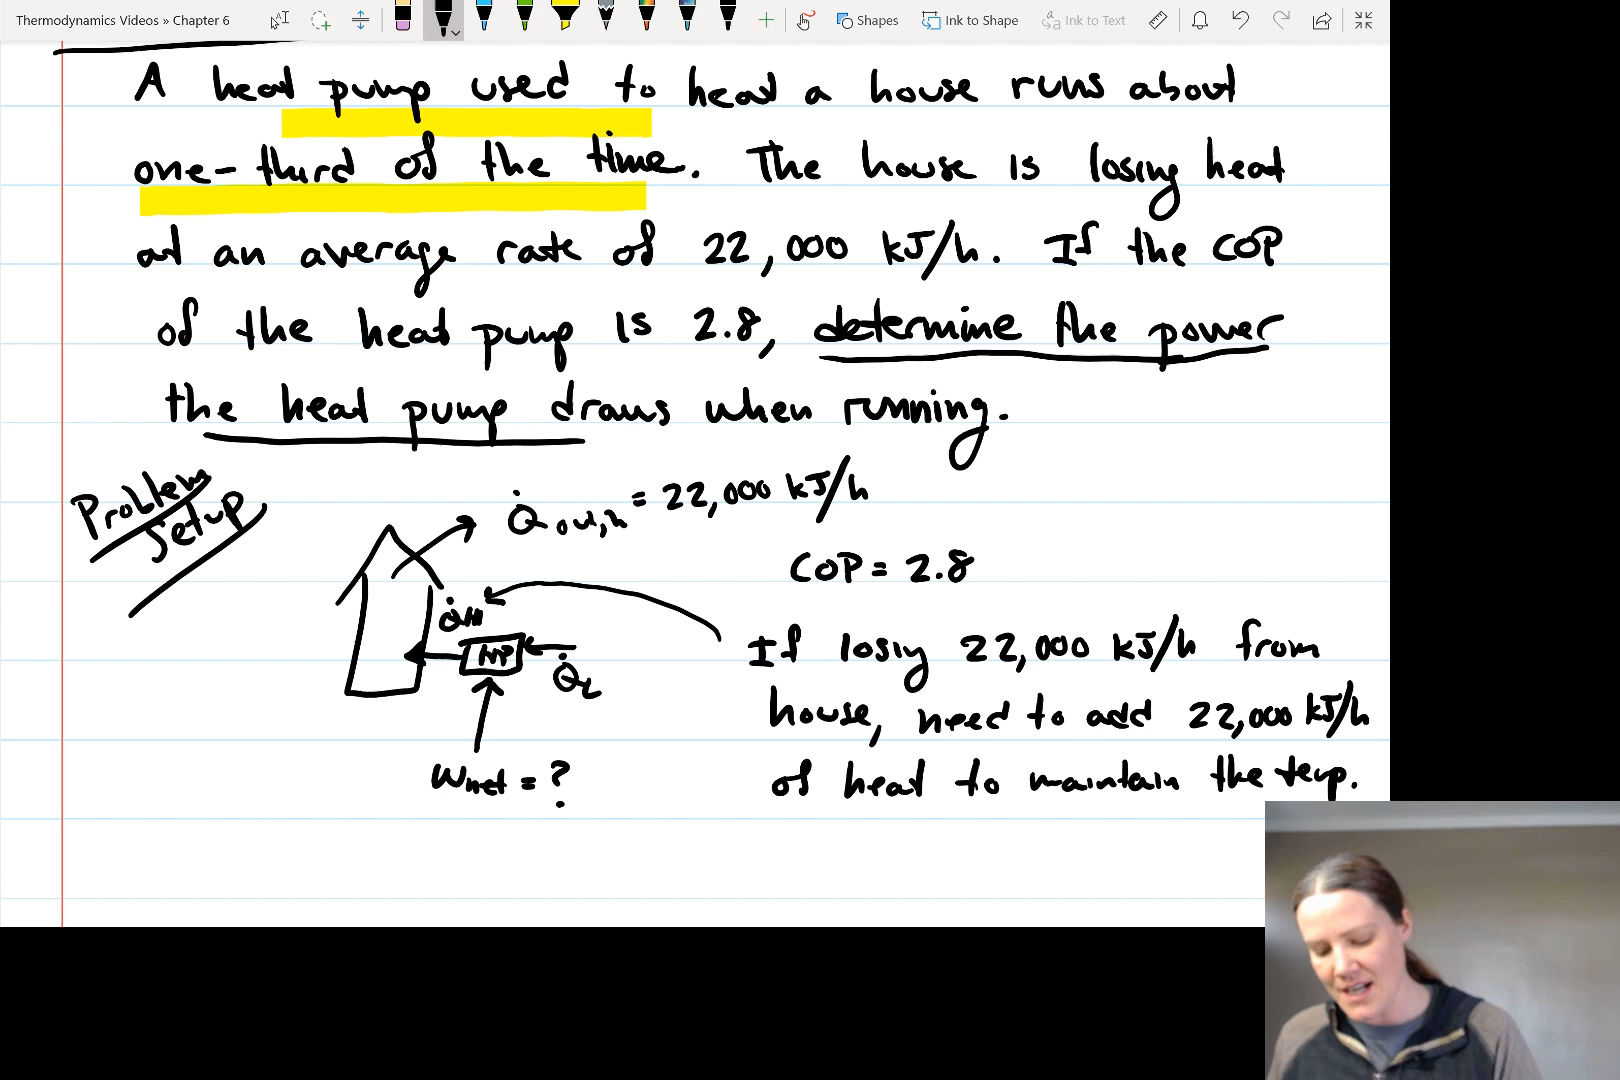 Thermodynamics Videos » Chapter 6
Shapes
Ink to Shape
Ink to Text
A heat pump used to heat a house runs about
one-third of the time. The house is losing heat
at an average rate of 22,000 kJ/h. If the COP
of the heat pump is 2.8, determine the power
the heat pump draws when running.
Problem
Setup
Q̇out,h = 22,000 kJ/h
COP = 2.8
Q̇H
HP
Q̇L
Wnet = ?
If losing 22,000 kJ/h from
house, need to add 22,000 kJ/h
of heat to maintain the temp.